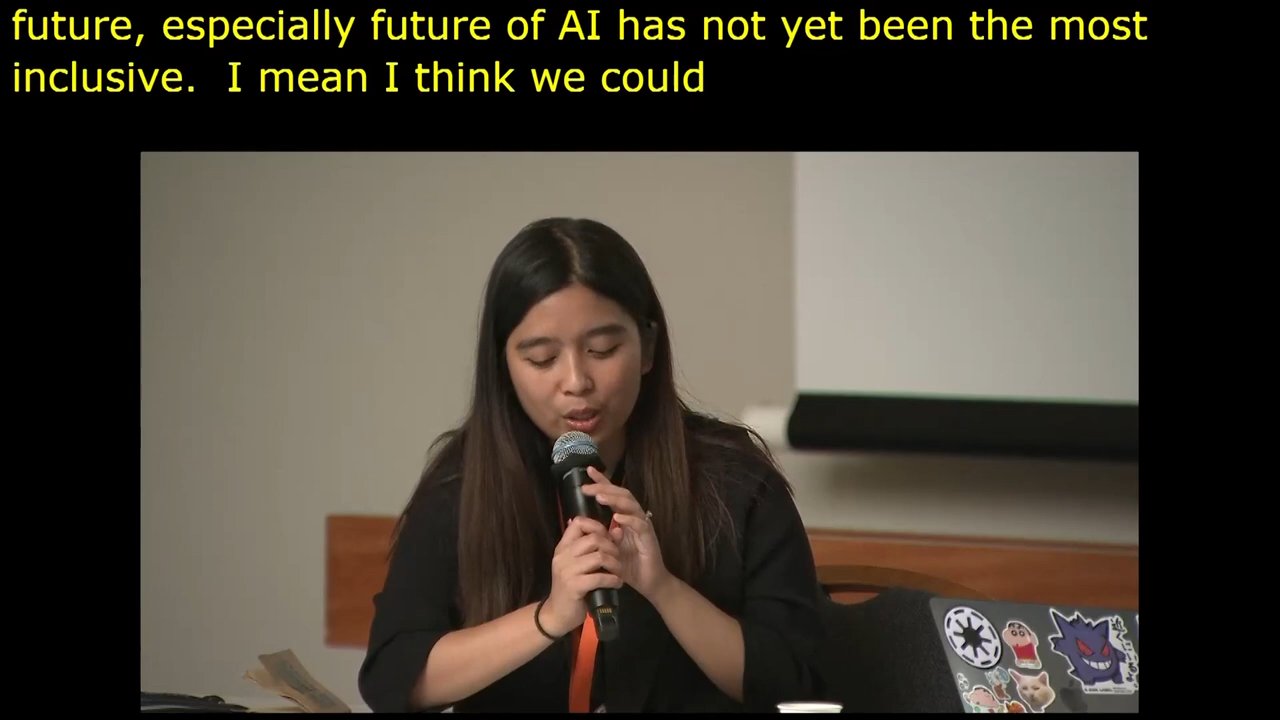 future, especially future of AI has not yet been the most
inclusive.  I mean I think we could